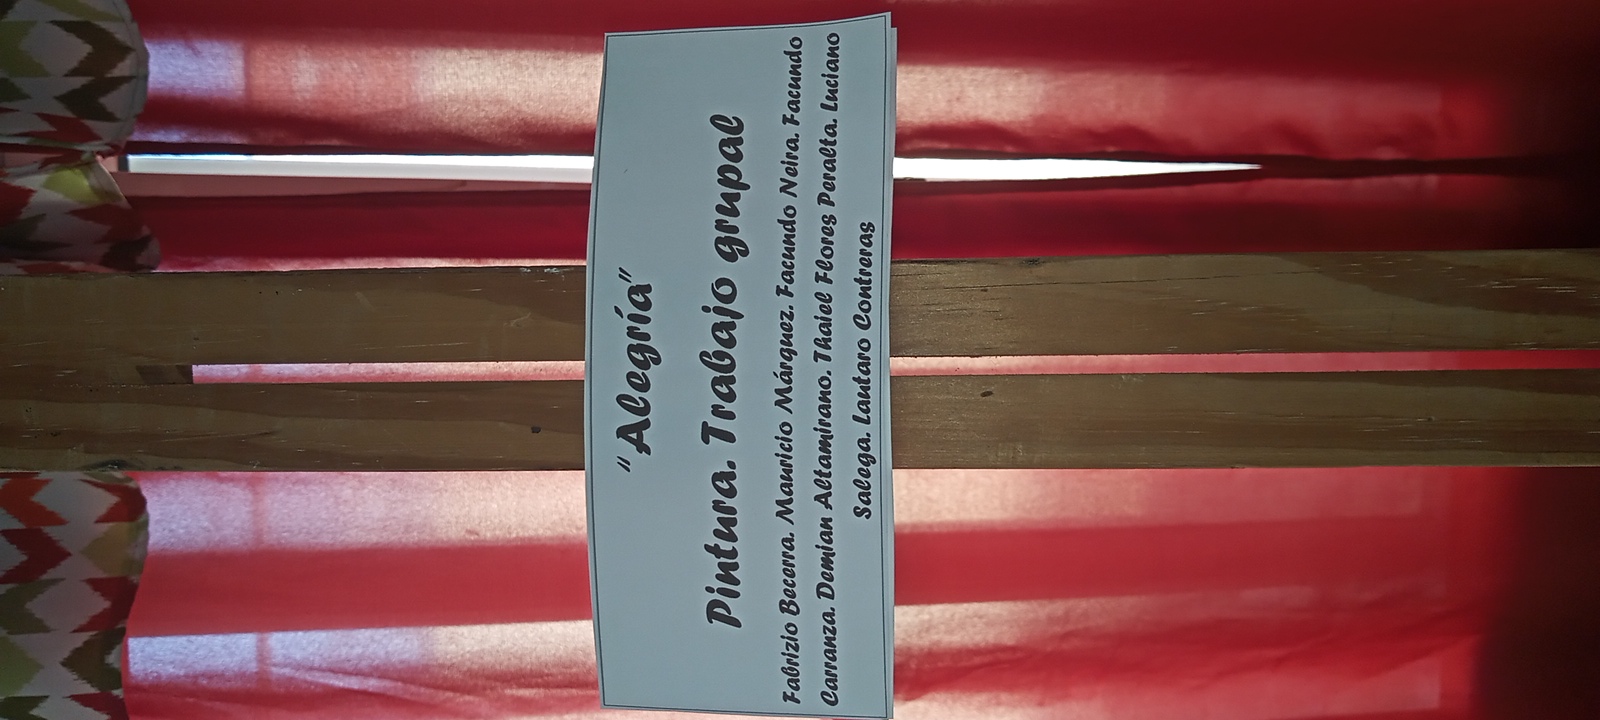 "Alegría"
Pintura. Trabajo grupal
Fabrizio Becerra. Mauricio Márquez. Facundo Neira. Facundo
Carranza. Demian Altamirano. Thaiel Flores Peralta. Luciano
Salega. Lautaro Contreras